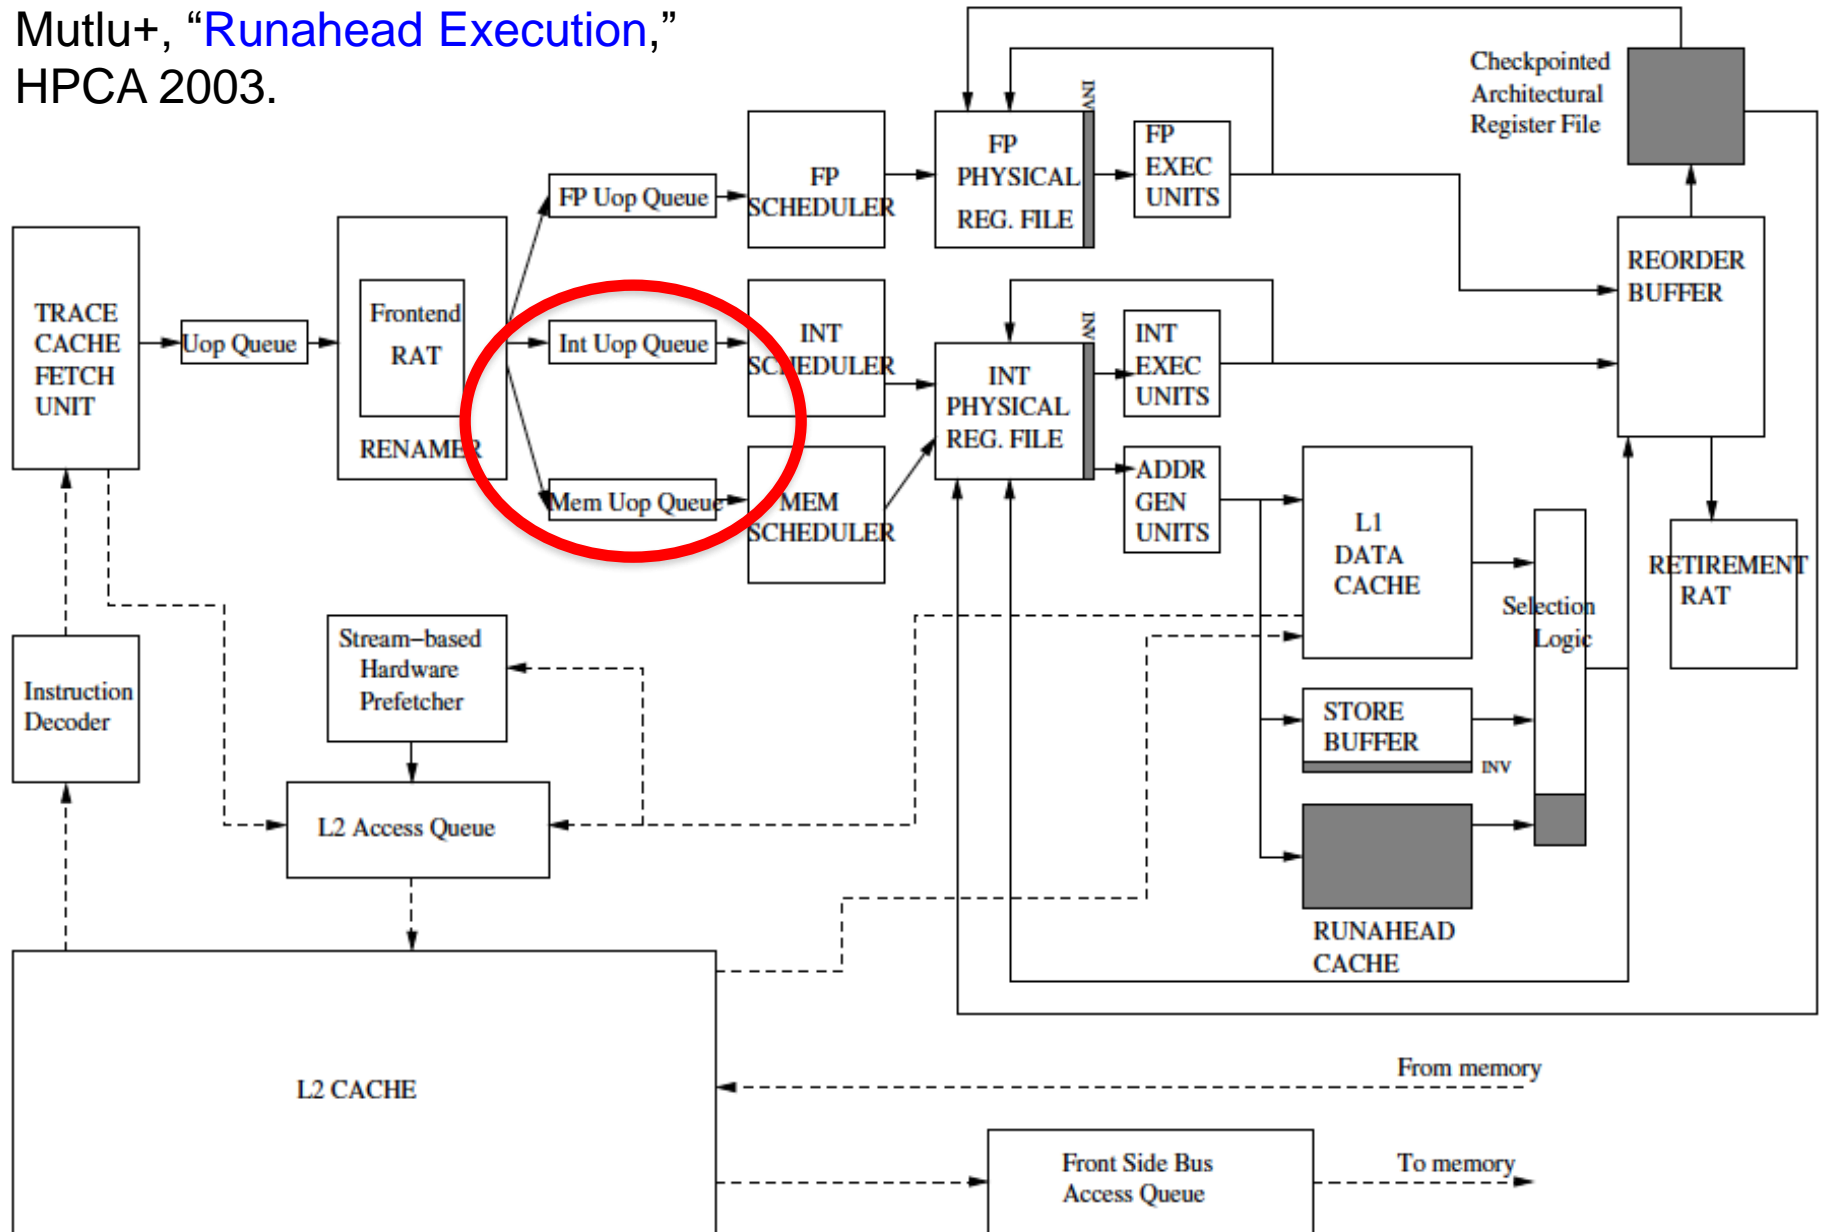 Mutlu+, “Runahead Execution,”
HPCA 2003.
Checkpointed
Architectural
Register File
INV
FP
PHYSICAL
REG. FILE
FP
EXEC
UNITS
FP
SCHEDULER
FP Uop Queue
REORDER
BUFFER
TRACE
CACHE
FETCH
UNIT
Uop Queue
Frontend
RAT
RENAMER
Int Uop Queue
INT
SCHEDULER
INV
INT
PHYSICAL
REG. FILE
INT
EXEC
UNITS
Mem Uop Queue
MEM
SCHEDULER
ADDR
GEN
UNITS
L1
DATA
CACHE
Selection
Logic
RETIREMENT
RAT
Instruction
Decoder
Stream−based
Hardware
Prefetcher
STORE
BUFFER
INV
L2 Access Queue
RUNAHEAD
CACHE
L2 CACHE
From memory
Front Side Bus
Access Queue
To memory